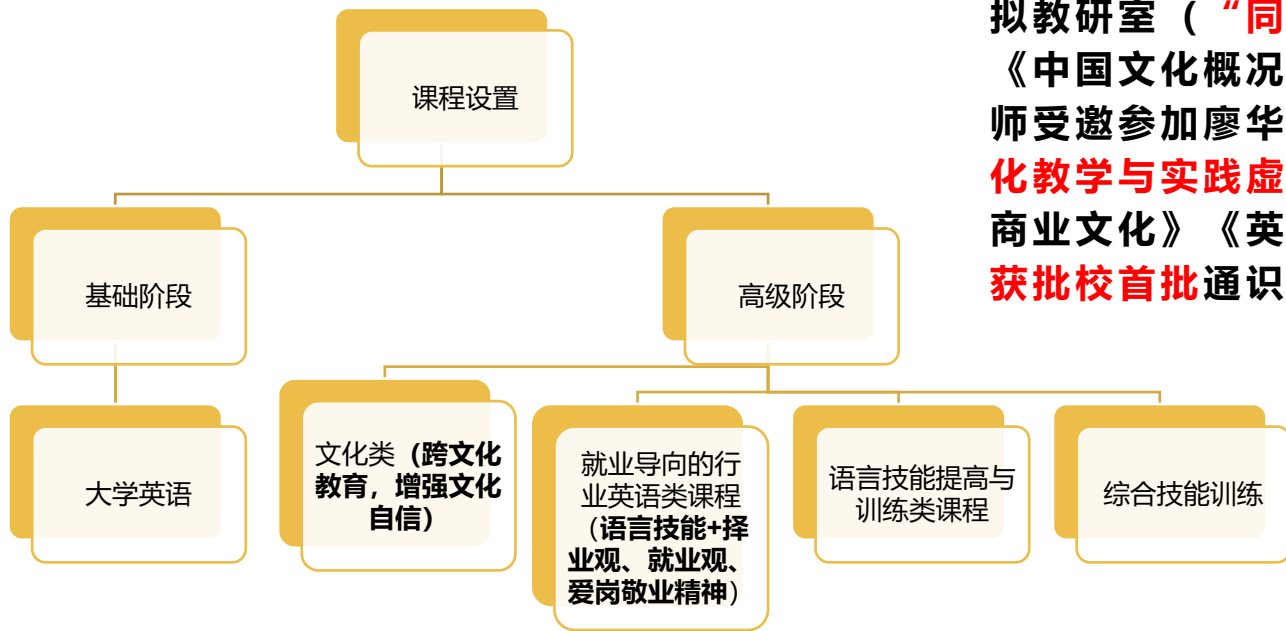 课程设置
基础阶段
高级阶段
大学英语
文化类（跨文化
教育，增强文化
自信）
就业导向的行
业英语类课程
（语言技能+择
业观、就业观、
爱岗敬业精神）
语言技能提高与
训练类课程
综合技能训练
拟教研室（“同
《中国文化概况
师受邀参加廖华
化教学与实践虚
商业文化》《英
获批校首批通识